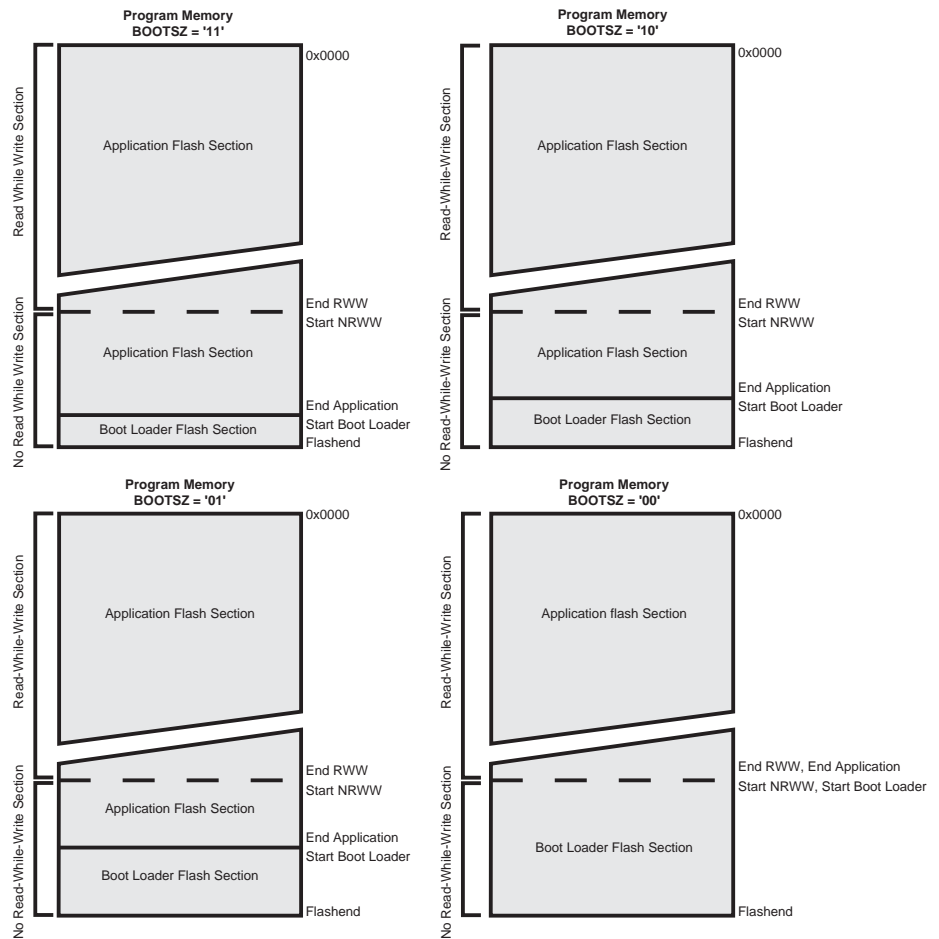 Program Memory
BOOTSZ = '11'
0x0000
Read While Write Section
Application Flash Section
End RWW
Start NRWW
No Read While Write Section
Application Flash Section
End Application
Start Boot Loader
Boot Loader Flash Section
Flashend
Program Memory
BOOTSZ = '10'
0x0000
Read-While-Write Section
Application Flash Section
End RWW
Start NRWW
No Read-While-Write Section
Application Flash Section
End Application
Start Boot Loader
Boot Loader Flash Section
Flashend
Program Memory
BOOTSZ = '01'
0x0000
Read-While-Write Section
Application Flash Section
End RWW
Start NRWW
No Read-While-Write Section
Application Flash Section
End Application
Start Boot Loader
Boot Loader Flash Section
Flashend
Program Memory
BOOTSZ = '00'
0x0000
Read-While-Write Section
Application flash Section
End RWW, End Application
Start NRWW, Start Boot Loader
No Read-While-Write Section
Boot Loader Flash Section
Flashend